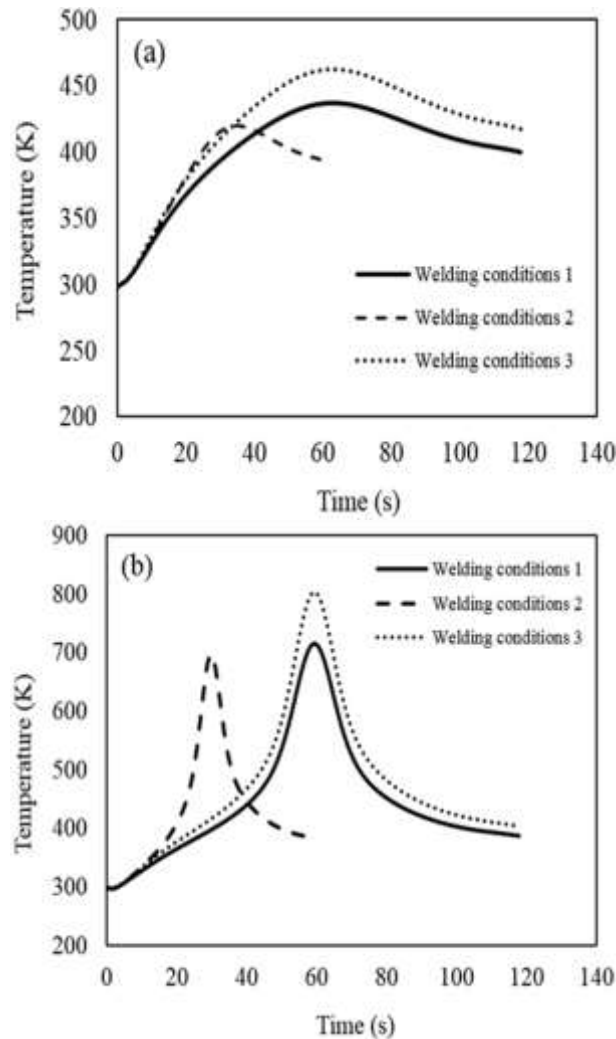 (a)
500
450
400
350
300
250
200
Temperature (K)
Welding conditions 1
Welding conditions 2
Welding conditions 3
0 20 40 60 80 100 120 140
Time (s)
(b)
900
800
700
600
500
400
300
200
Temperature (K)
Welding conditions 1
Welding conditions 2
Welding conditions 3
0 20 40 60 80 100 120 140
Time (s)